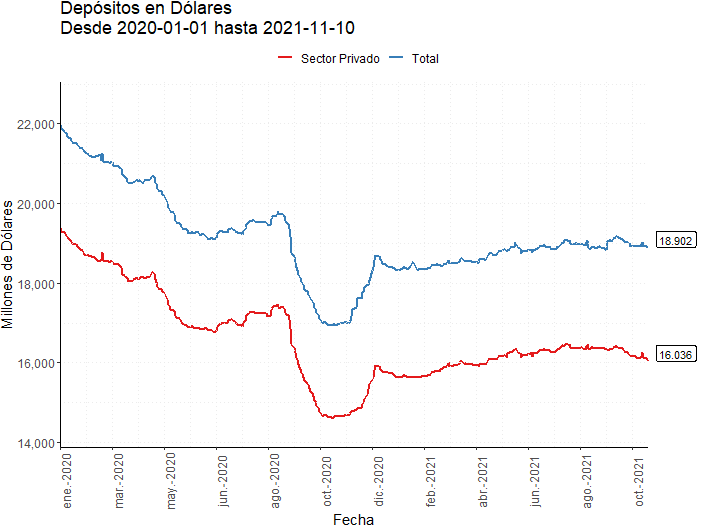 Depósitos en Dólares
Desde 2020-01-01 hasta 2021-11-10
Sector Privado Total
Millones de Dólares
22,000
20,000
18,000
16,000
14,000
18.902
16.036
ene.-2020 mar.-2020 may.-2020 jun.-2020 ago.-2020 oct.-2020 dic.-2020 feb.-2021 abr.-2021 jun.-2021 ago.-2021 oct.-2021
Fecha